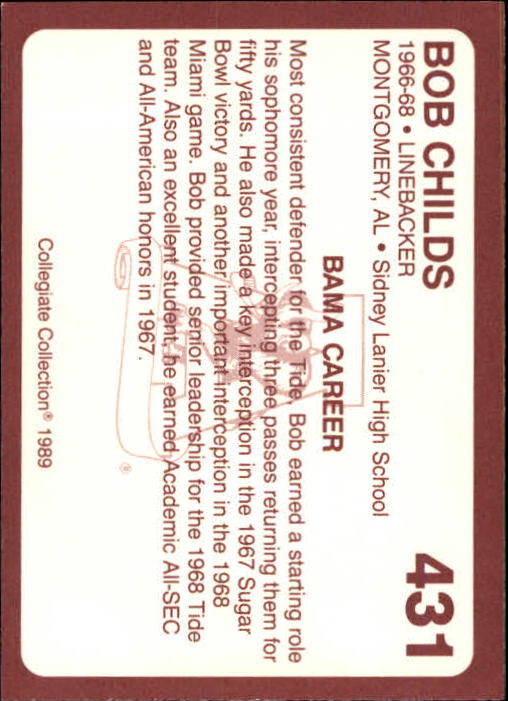 BOB CHILDS 431
1966-68 • LINEBACKER
MONTGOMERY, AL • Sidney Lanier High School
BAMA CAREER
Most consistent defender for the Tide, Bob earned a starting role
his sophomore year, intercepting three passes returning them for
fifty yards. He also made a key interception in the 1967 Sugar
Bowl victory and another important interception in the 1968
Miami game. Bob provided senior leadership for the 1968 Tide
team. Also an excellent student, he earned Academic All-SEC
and All-American honors in 1967.
Collegiate Collection® 1989
®